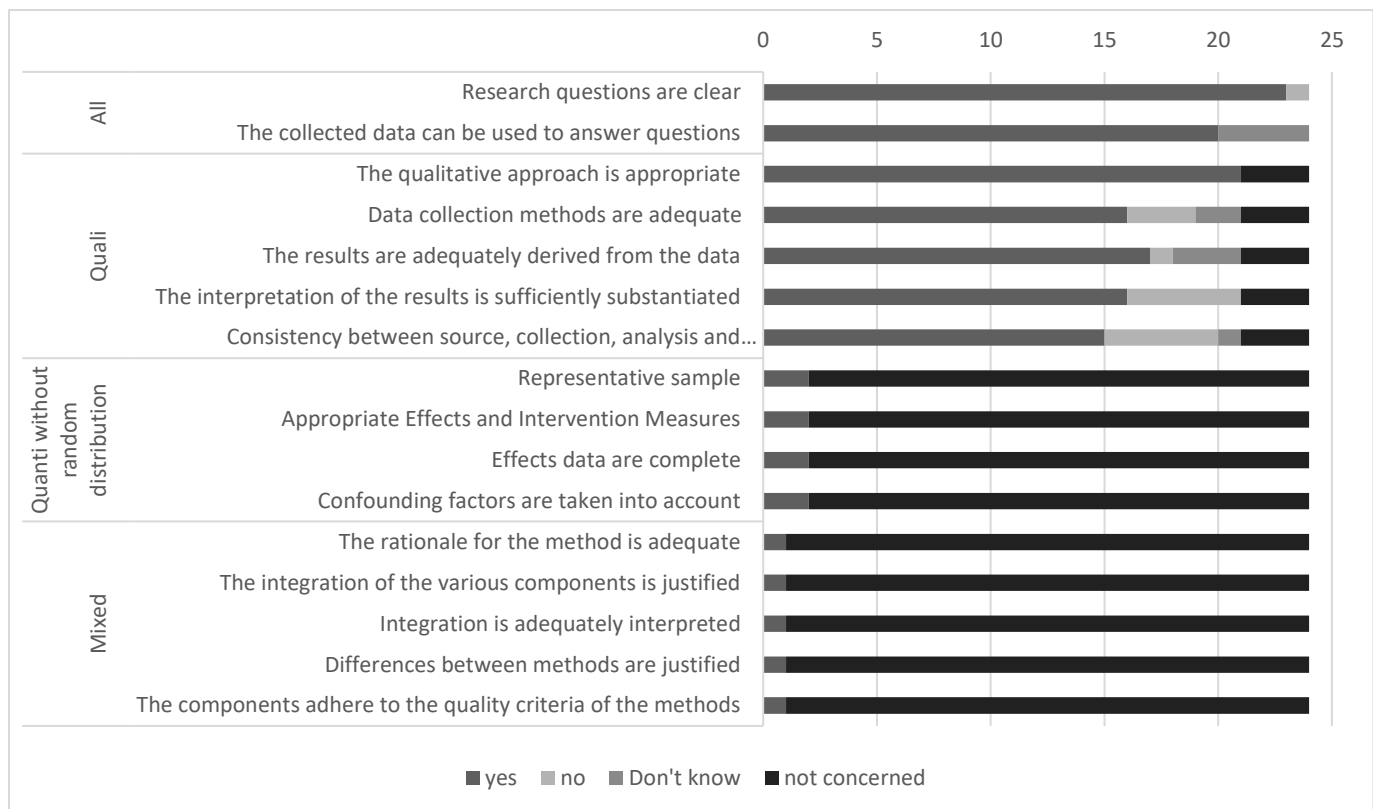 0 5 10 15 20 25
All
Research questions are clear
The collected data can be used to answer questions
Quali
The qualitative approach is appropriate
Data collection methods are adequate
The results are adequately derived from the data
The interpretation of the results is sufficiently substantiated
Consistency between source, collection, analysis and…
Quanti without
random
distribution
Representative sample
Appropriate Effects and Intervention Measures
Effects data are complete
Confounding factors are taken into account
Mixed
The rationale for the method is adequate
The integration of the various components is justified
Integration is adequately interpreted
Differences between methods are justified
The components adhere to the quality criteria of the methods
yes no Don't know not concerned